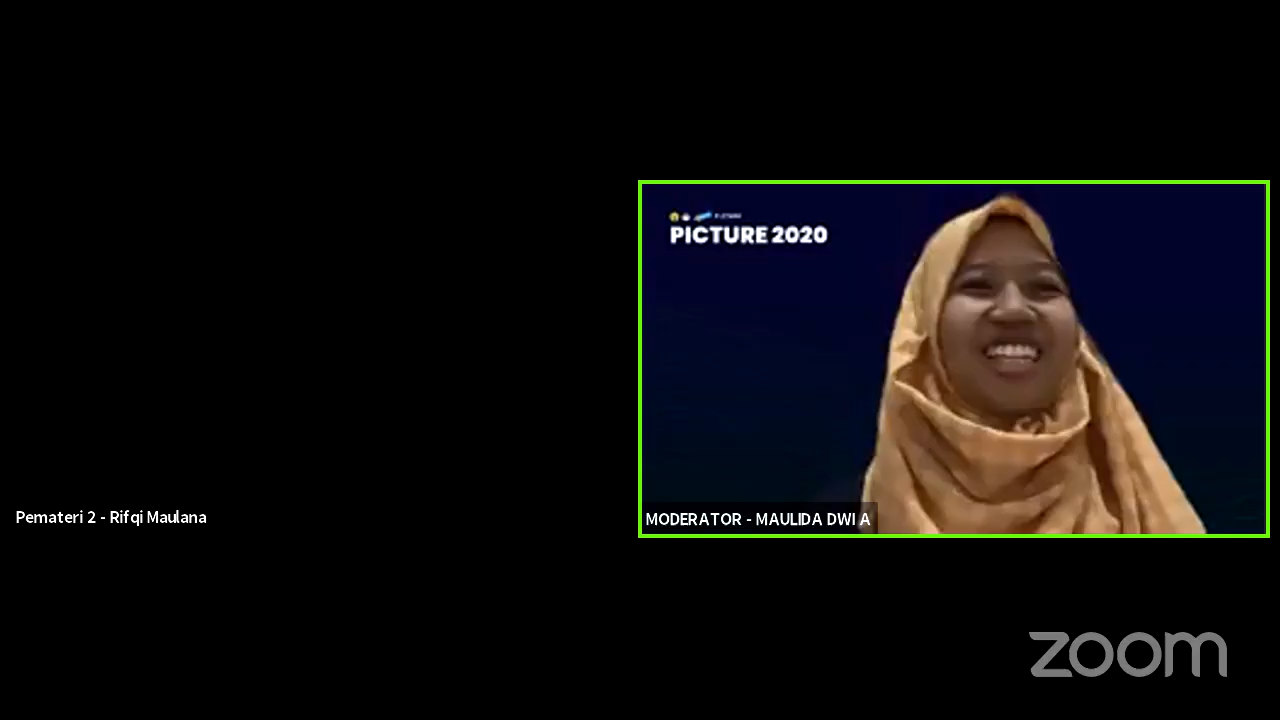 PICTURE 2020
Pemateri 2 - Rifqi Maulana
MODERATOR - MAULIDA DWI A
zoom